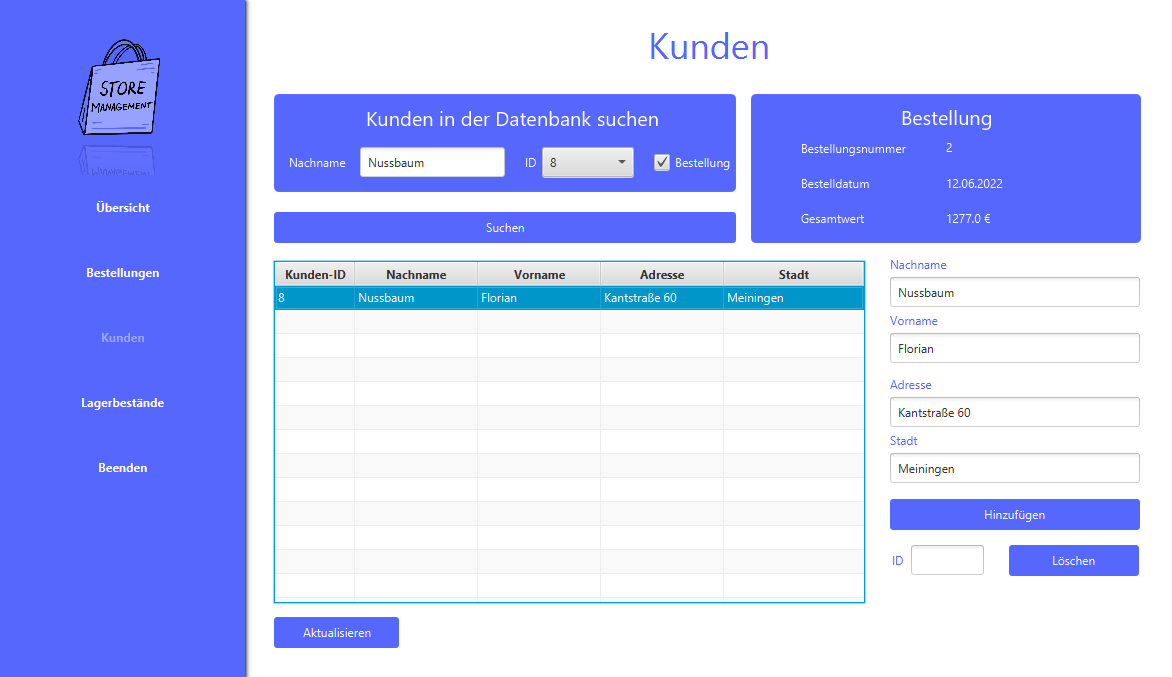 STORE
MANAGEMENT
Übersicht
Bestellungen
Kunden
Lagerbestände
Beenden
Kunden
Kunden in der Datenbank suchen
Nachname Nussbaum ID 8 Bestellung
Suchen
Bestellung
Bestellungsnummer 2
Bestelldatum 12.06.2022
Gesamtwert 1277.0 €
Kunden-ID Nachname Vorname Adresse Stadt
8 Nussbaum Florian Kantstraße 60 Meiningen
Aktualisieren
Nachname
Nussbaum
Vorname
Florian
Adresse
Kantstraße 60
Stadt
Meiningen
Hinzufügen
ID Löschen